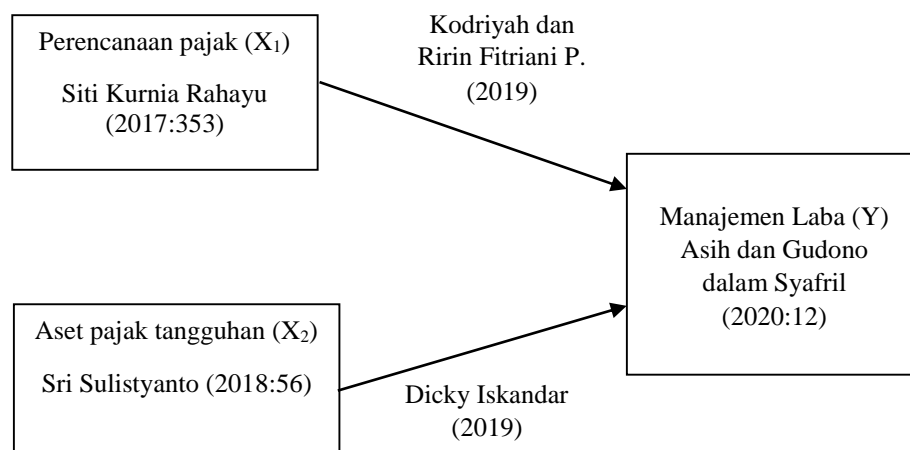 Perencanaan pajak (X₁)
Siti Kurnia Rahayu
(2017:353)
Kodriyah dan
Ririn Fitriani P.
(2019)
Manajemen Laba (Y)
Asih dan Gudono
dalam Syafril
(2020:12)
Aset pajak tangguhan (X₂)
Sri Sulistyanto (2018:56)
Dicky Iskandar
(2019)